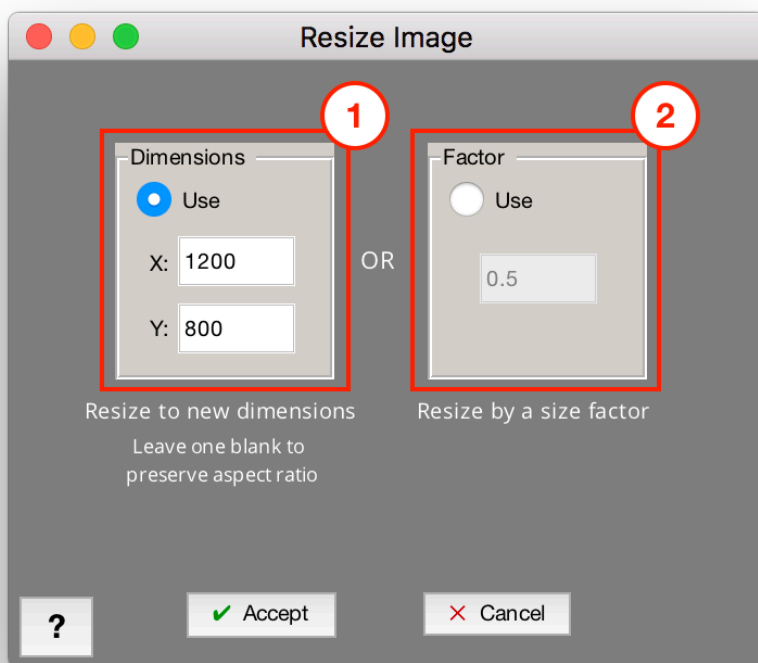 Resize Image
1
2
Dimensions
Use
X: 1200
Y: 800
OR
Factor
Use
0.5
Resize to new dimensions
Leave one blank to
preserve aspect ratio
Resize by a size factor
?
✔ Accept
✕ Cancel